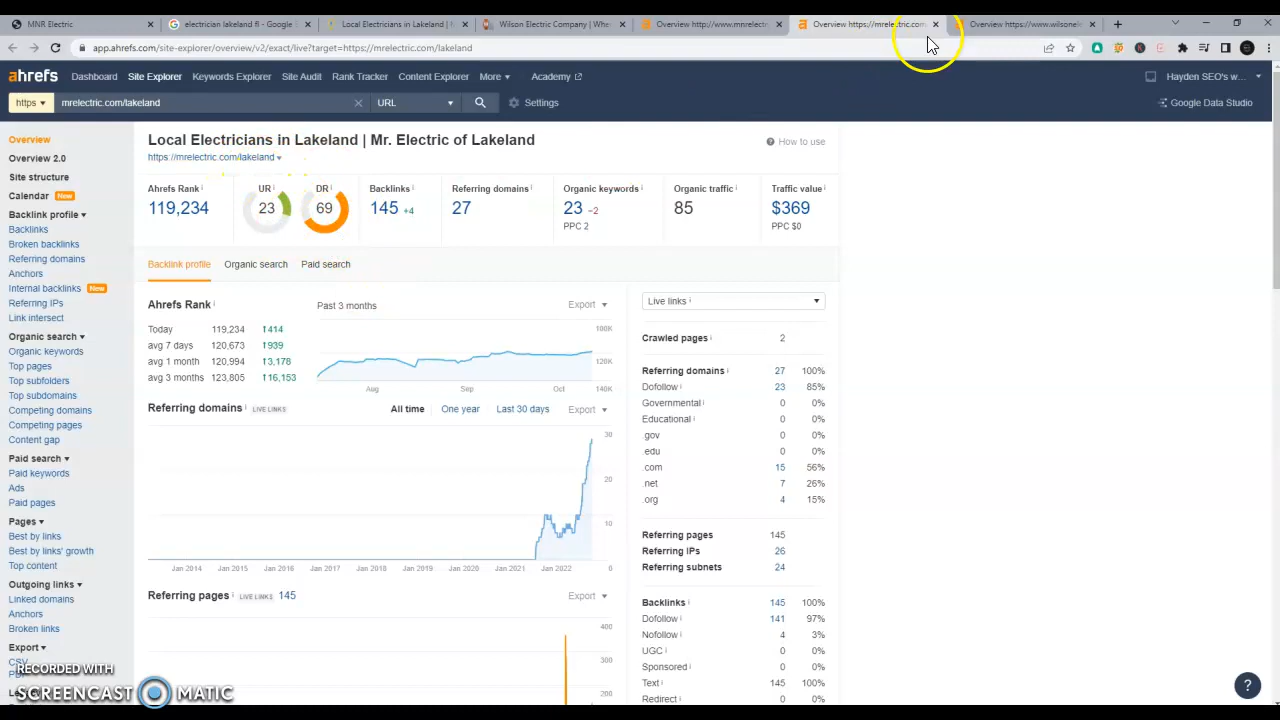 MNR Electric
electrician lakeland fl - Google
Local Electricians in Lakeland |
Wilson Electric Company | Whe
Overview http://www.mnrelectr
Overview https://mrelectric.com
Overview https://www.wilsonele
app.ahrefs.com/site-explorer/overview/v2/exact/live?target=https://mrelectric.com/lakeland
ahrefs Dashboard Site Explorer Keywords Explorer Site Audit Rank Tracker Content Explorer More Academy Hayden SEO's w...
https mrelectric.com/lakeland URL Settings Google Data Studio
Overview
Overview 2.0
Site structure
Calendar New
Backlink profile
Backlinks
Broken backlinks
Referring domains
Anchors
Internal backlinks New
Referring IPs
Link intersect
Organic search
Organic keywords
Top pages
Top subfolders
Top subdomains
Competing domains
Competing pages
Content gap
Paid search
Paid keywords
Ads
Paid pages
Pages
Best by links
Best by links' growth
Top content
Outgoing links
Linked domains
Anchors
Broken links
Export
Local Electricians in Lakeland | Mr. Electric of Lakeland
How to use
https://mrelectric.com/lakeland
Ahrefs Rank UR DR Backlinks Referring domains Organic keywords Organic traffic Traffic value
119,234 23 69 145 +4 27 23 −2 85 $369
PPC 2 PPC $0
Backlink profile Organic search Paid search
Ahrefs Rank Past 3 months Export
Today 119,234 414
avg 7 days 120,673 939
avg 1 month 120,994 3,178
avg 3 months 123,805 16,153
100K
120K
140K
Aug Sep Oct
Referring domains LIVE LINKS All time One year Last 30 days Export
30
20
10
0
Jan 2014 Jan 2015 Jan 2016 Jan 2017 Jan 2018 Jan 2019 Jan 2020 Jan 2021 Jan 2022
Referring pages LIVE LINKS 145 Export
400
300
200
Live links
Crawled pages 2
Referring domains 27 100%
Dofollow 23 85%
Governmental 0 0%
Educational 0 0%
.gov 0 0%
.edu 0 0%
.com 15 56%
.net 7 26%
.org 4 15%
Referring pages 145
Referring IPs 26
Referring subnets 24
Backlinks 145 100%
Dofollow 141 97%
Nofollow 4 3%
UGC 0 0%
Sponsored 0 0%
Text 145 100%
Redirect 0 0%
RECORDED WITH
SCREENCAST MATIC
?